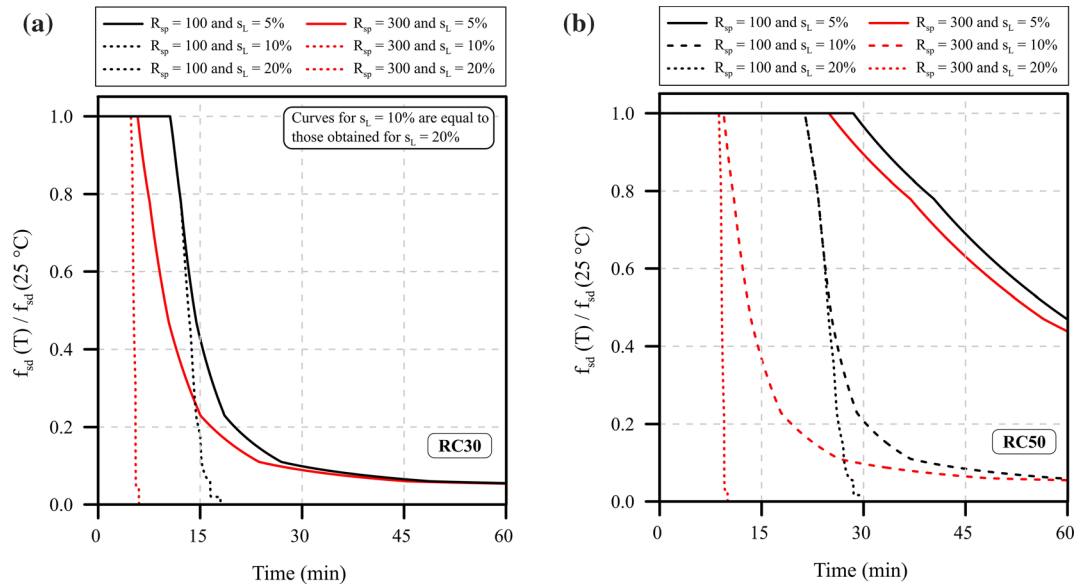 (a)
R_sp = 100 and s_L = 5%
R_sp = 300 and s_L = 5%
R_sp = 100 and s_L = 10%
R_sp = 300 and s_L = 10%
R_sp = 100 and s_L = 20%
R_sp = 300 and s_L = 20%
Curves for s_L = 10% are equal to
those obtained for s_L = 20%
1.0
0.8
0.6
0.4
0.2
0.0
f_sd (T) / f_sd (25 °C)
RC30
0 15 30 45 60
Time (min)
(b)
R_sp = 100 and s_L = 5%
R_sp = 300 and s_L = 5%
R_sp = 100 and s_L = 10%
R_sp = 300 and s_L = 10%
R_sp = 100 and s_L = 20%
R_sp = 300 and s_L = 20%
1.0
0.8
0.6
0.4
0.2
0.0
f_sd (T) / f_sd (25 °C)
RC50
0 15 30 45 60
Time (min)